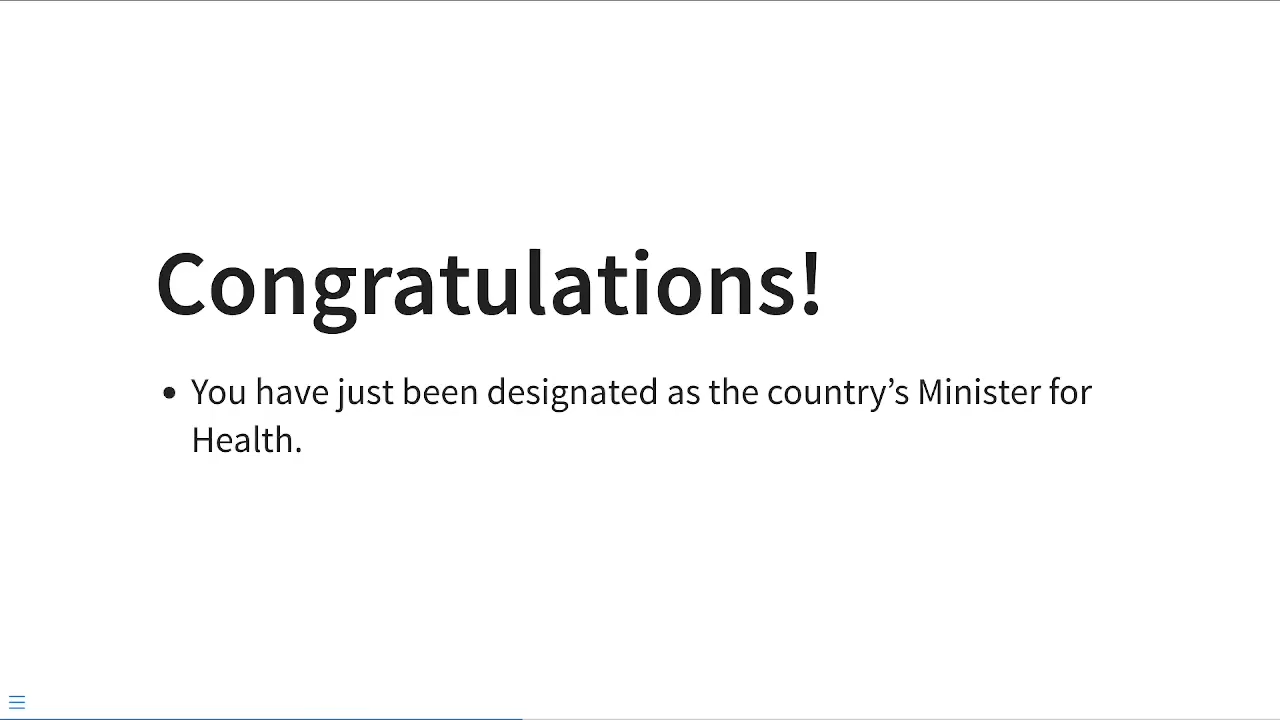 Congratulations!
• You have just been designated as the country’s Minister for
Health.